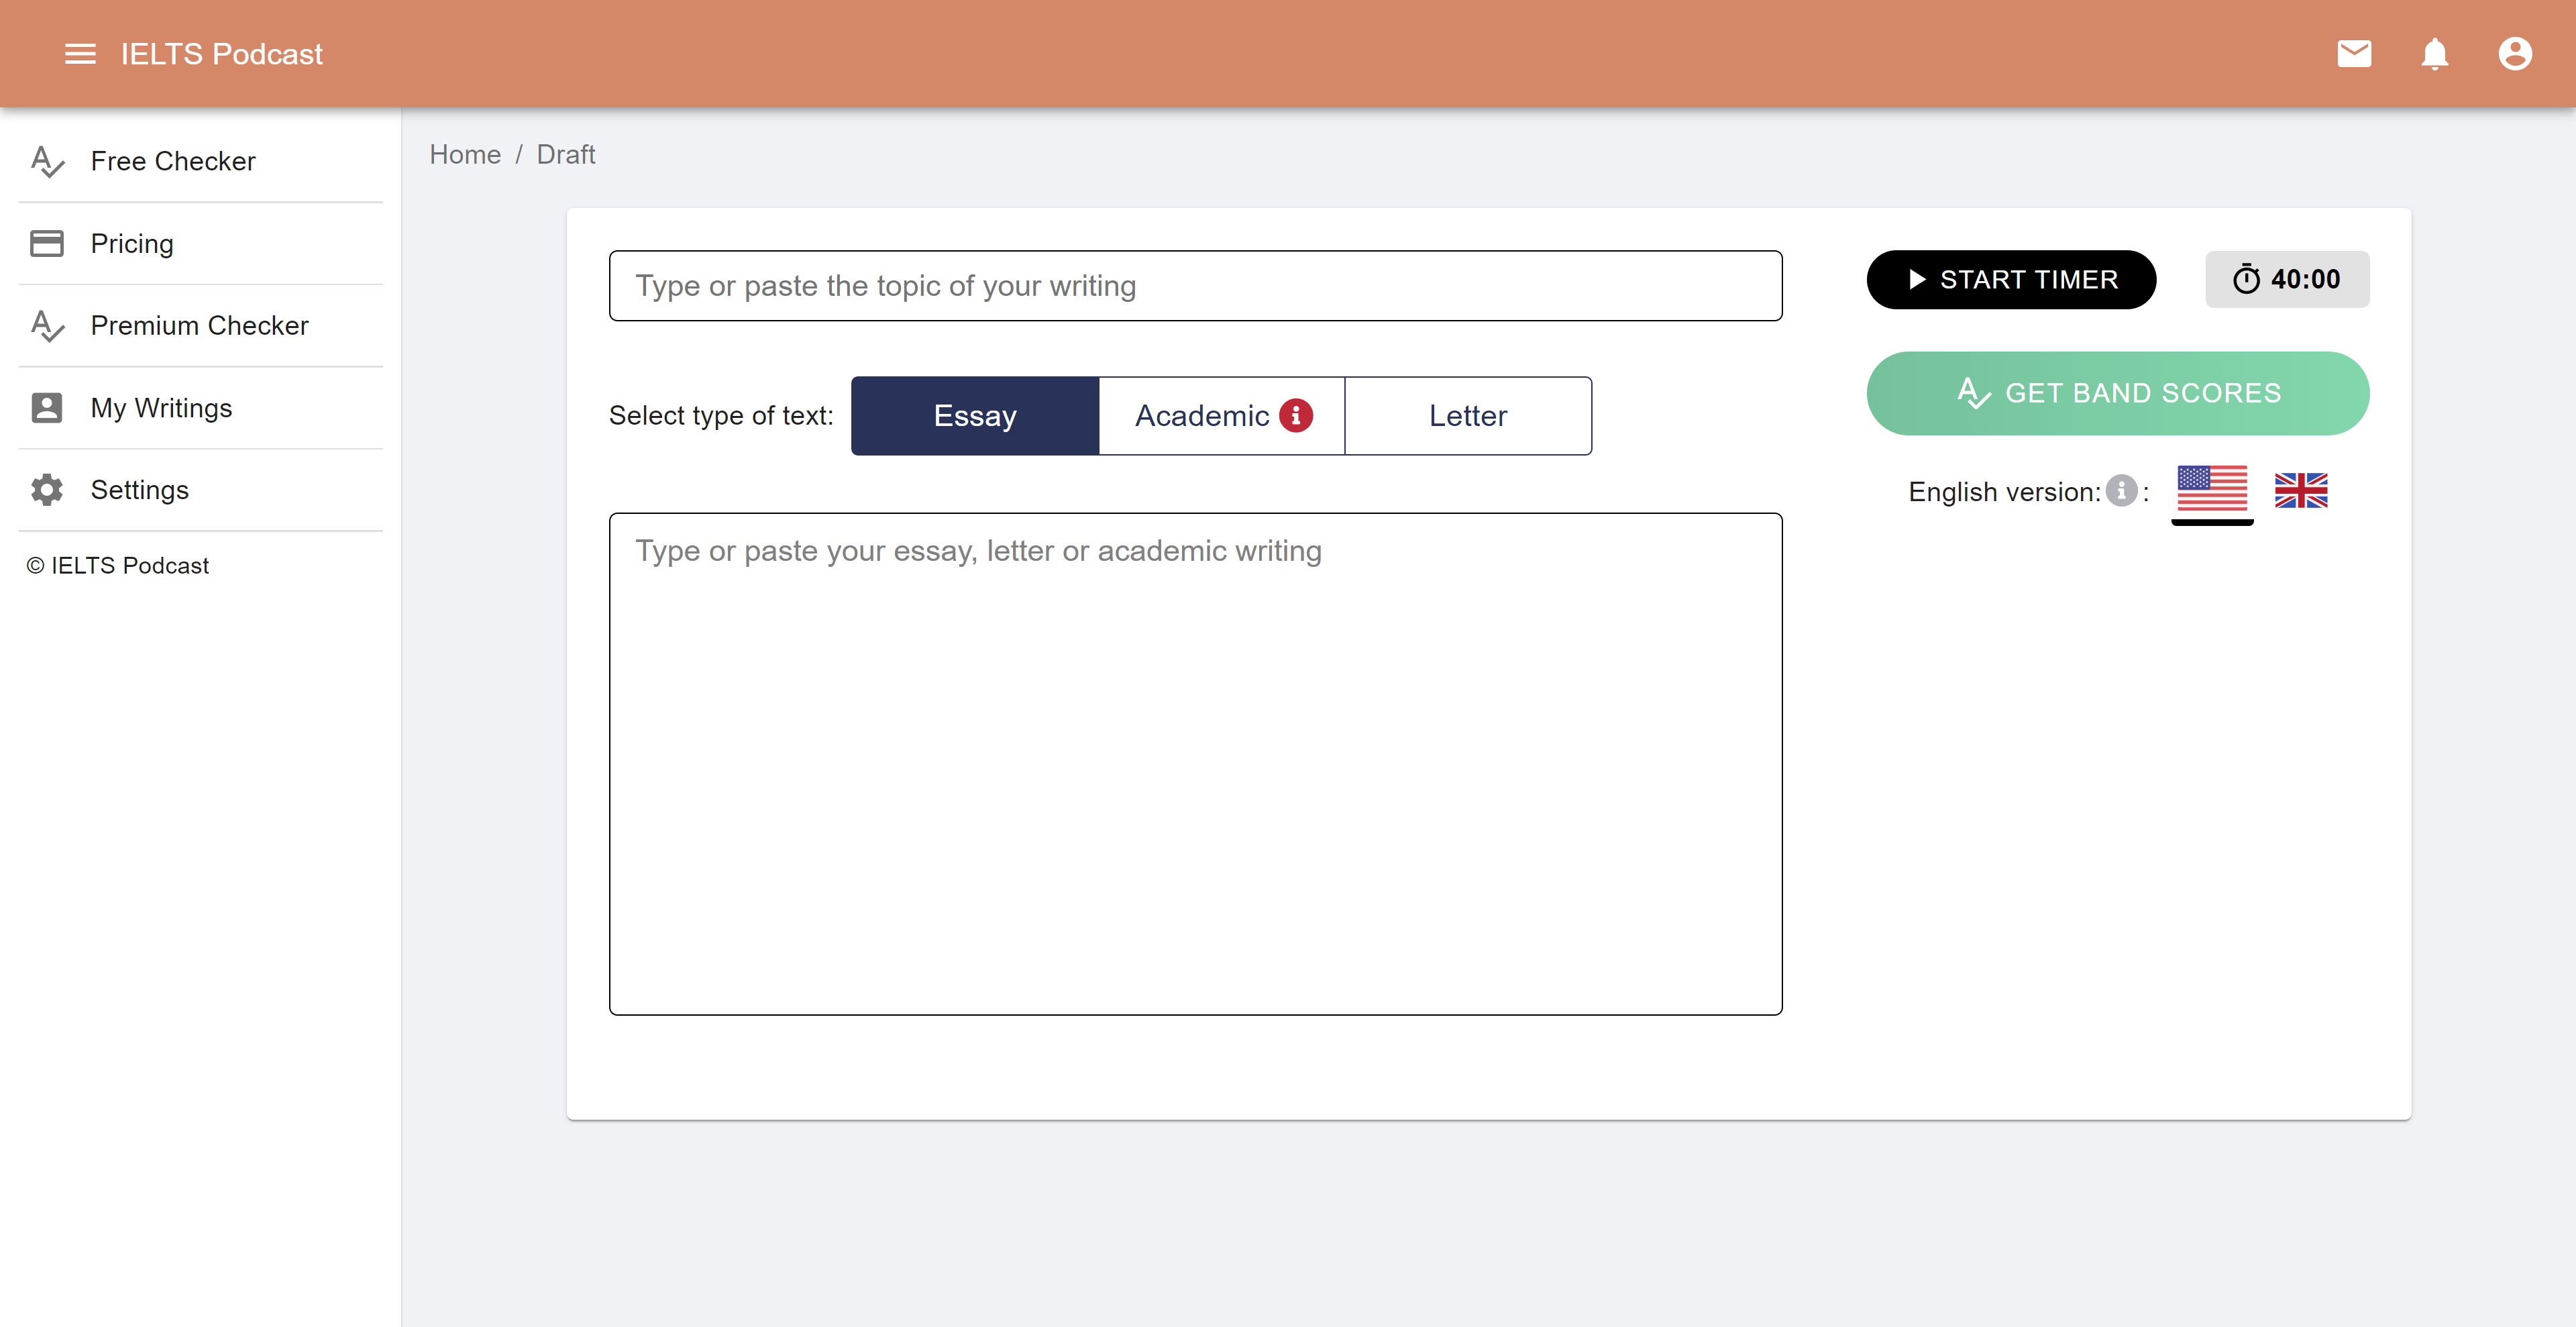 IELTS Podcast
Free Checker
Pricing
Premium Checker
My Writings
Settings
© IELTS Podcast
Home / Draft
Type or paste the topic of your writing
START TIMER
40:00
Select type of text:
Essay
Academic
Letter
GET BAND SCORES
English version: :
Type or paste your essay, letter or academic writing